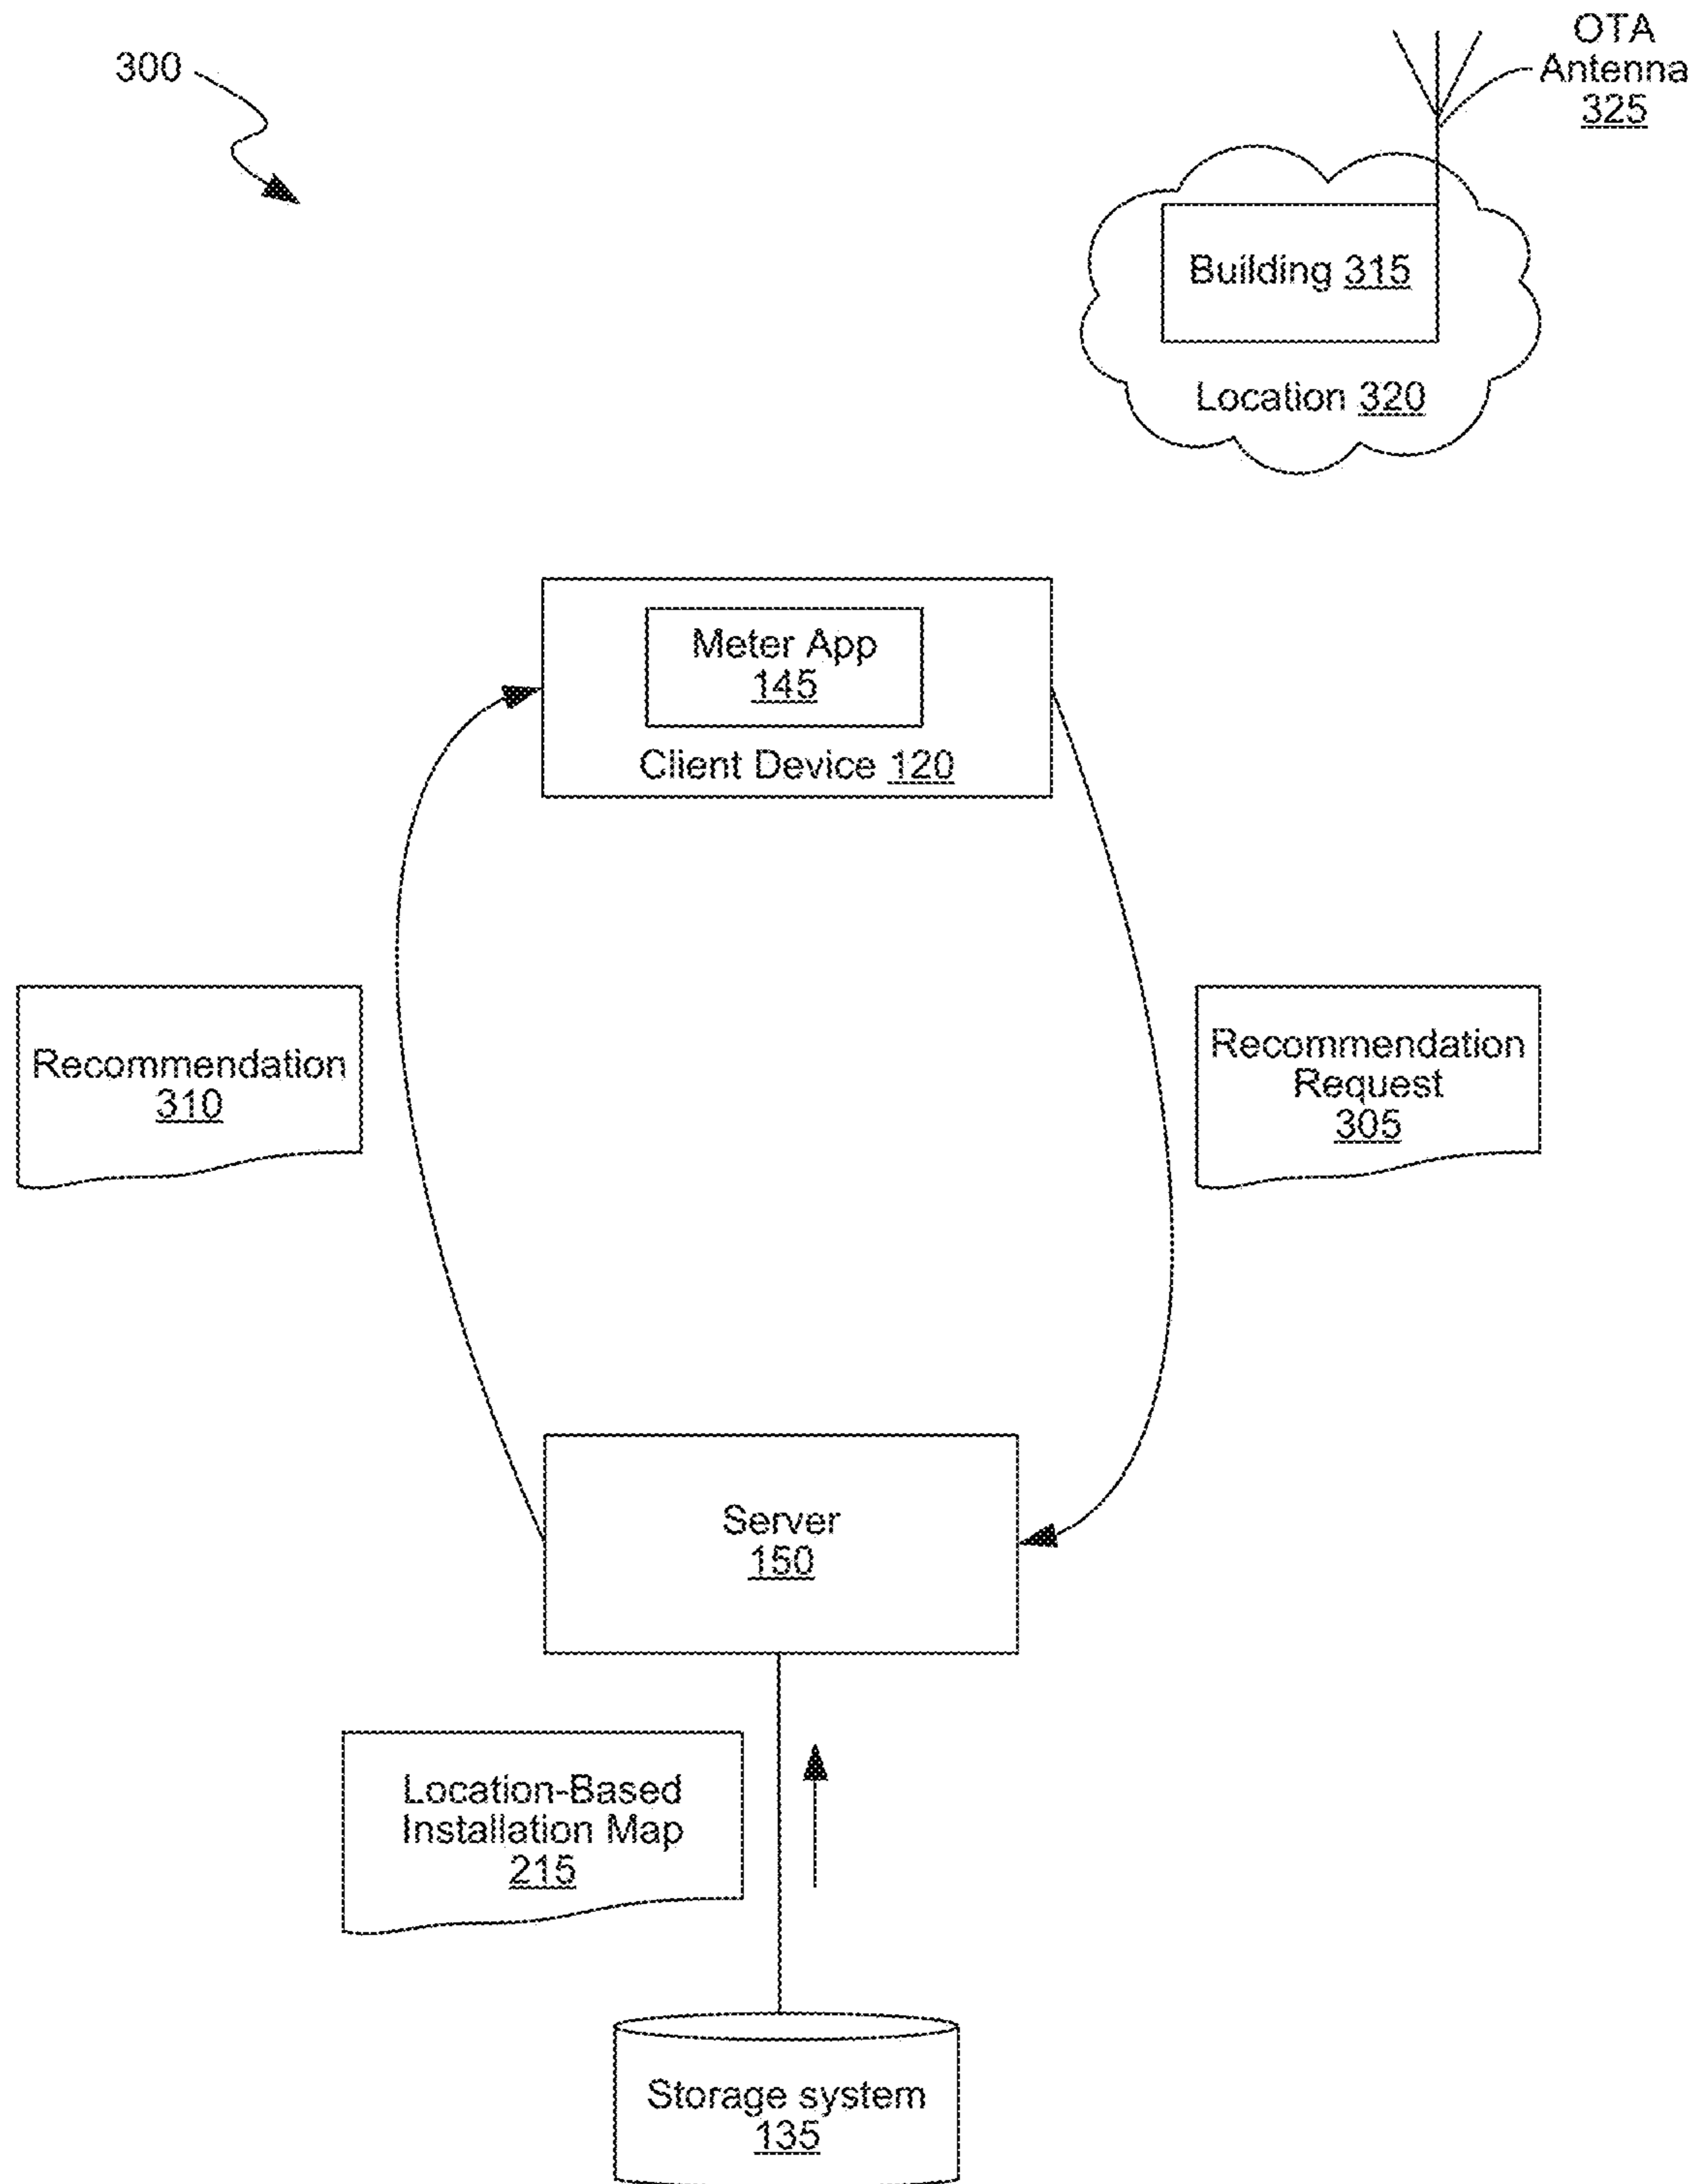 300
OTA
Antenna
325
Building 315
Location 320
Meter App
145
Client Device 120
Recommendation
310
Recommendation
Request
305
Server
150
Location-Based
Installation Map
215
Storage system
135